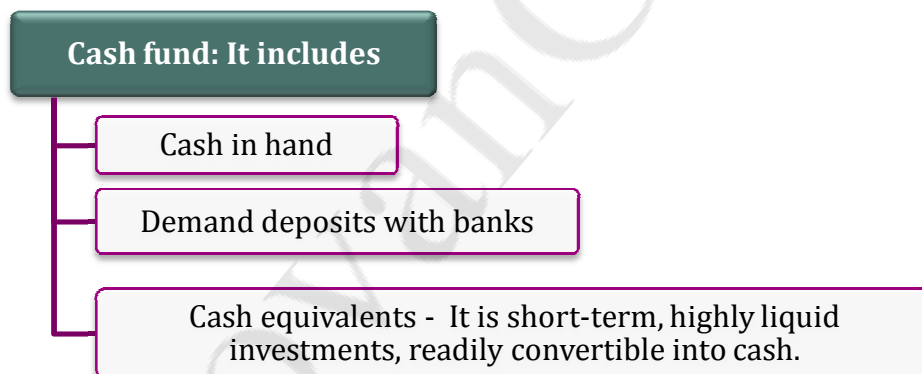 Cash fund: It includes
Cash in hand
Demand deposits with banks
Cash equivalents - It is short-term, highly liquid
investments, readily convertible into cash.